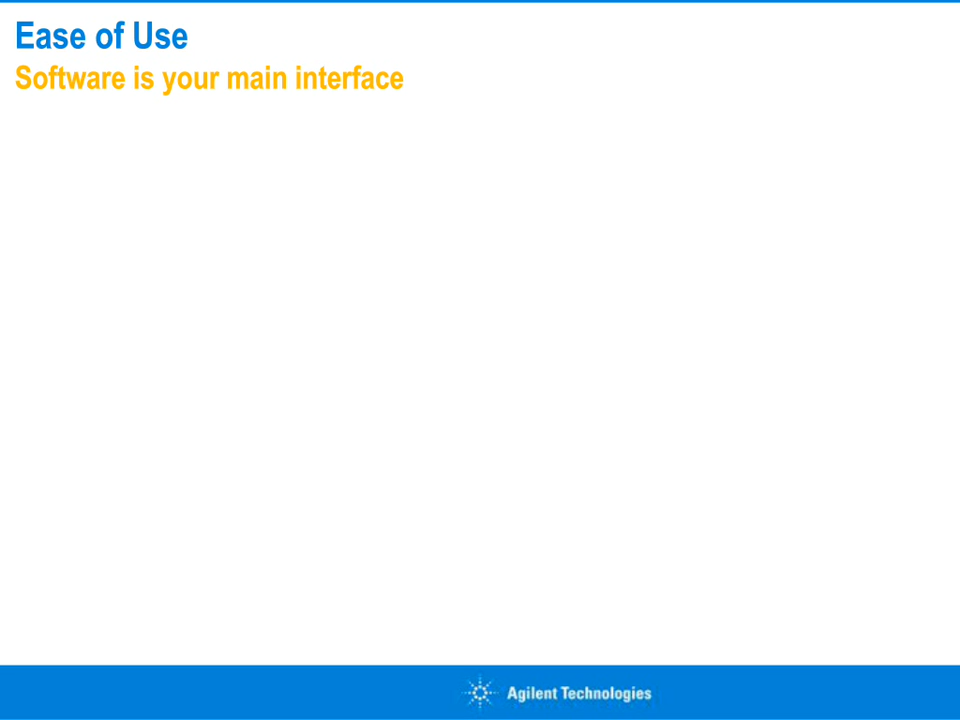 Ease of Use
Software is your main interface
Agilent Technologies